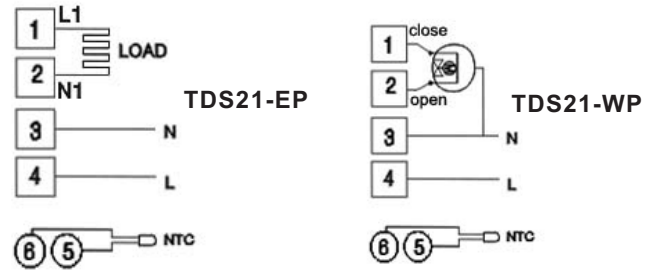 1 L1
LOAD
2 N1
TDS21-EP
3 N
4 L
6 5 NTC
1 close
2 open
TDS21-WP
3 N
4 L
6 5 NTC